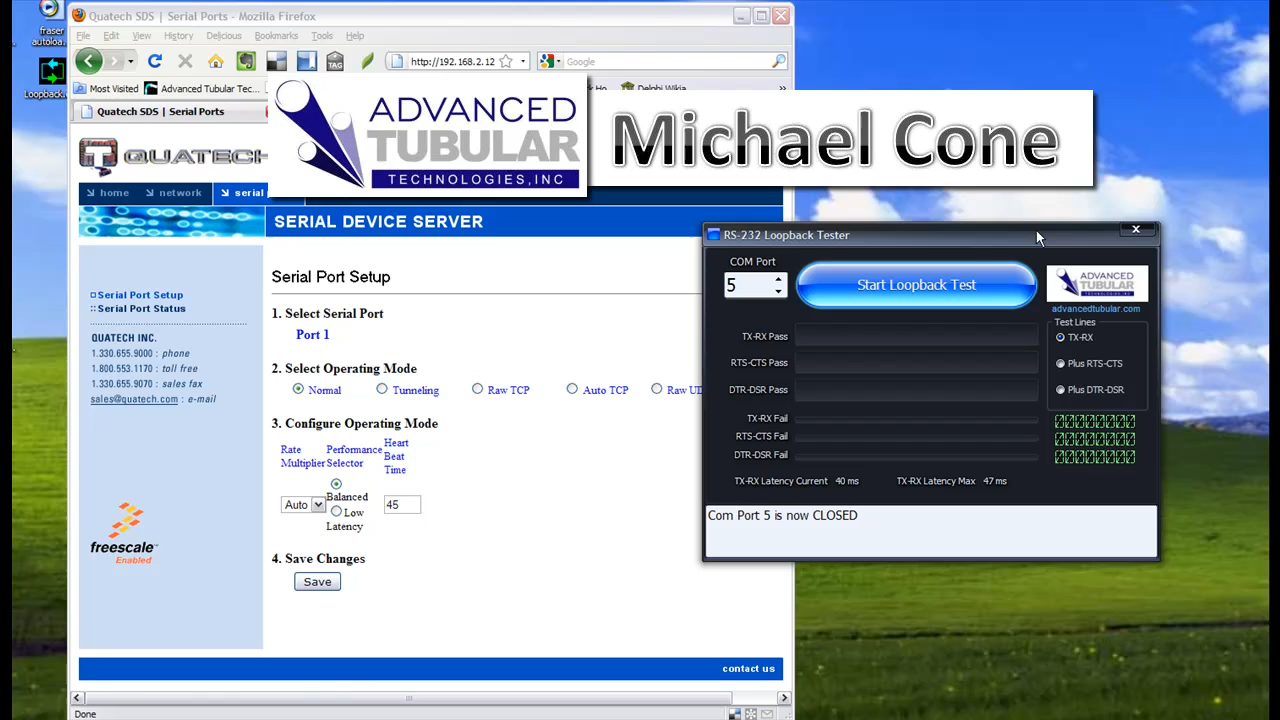 fraser
autoloa...
Loopback.e
Quatech SDS | Serial Ports - Mozilla Firefox
File Edit View History Delicious Bookmarks Tools Help
TAG http://192.168.2.12 Google
Most Visited Advanced Tubular Tec... Delphi Wikia »
Quatech SDS | Serial Ports
ADVANCED
TUBULAR
TECHNOLOGIES,INC
Michael Cone
QUATECH
home network serial
SERIAL DEVICE SERVER
Serial Port Setup
Serial Port Status
QUATECH INC.
1.330.655.9000 : phone
1.800.553.1170 : toll free
1.330.655.9070 : sales fax
sales@quatech.com : e-mail
freescale™
Enabled
Serial Port Setup
1. Select Serial Port
Port 1
2. Select Operating Mode
Normal Tunneling Raw TCP Auto TCP Raw UD
3. Configure Operating Mode
Rate Multiplier
Performance Selector
Heart Beat Time
Auto
Balanced
Low Latency
45
4. Save Changes
Save
contact us
Done
RS-232 Loopback Tester
COM Port
5
Start Loopback Test
ADVANCED
TUBULAR
advancedtubular.com
Test Lines
TX-RX
Plus RTS-CTS
Plus DTR-DSR
TX-RX Pass
RTS-CTS Pass
DTR-DSR Pass
TX-RX Fail
RTS-CTS Fail
DTR-DSR Fail
TX-RX Latency Current 40 ms TX-RX Latency Max 47 ms
Com Port 5 is now CLOSED